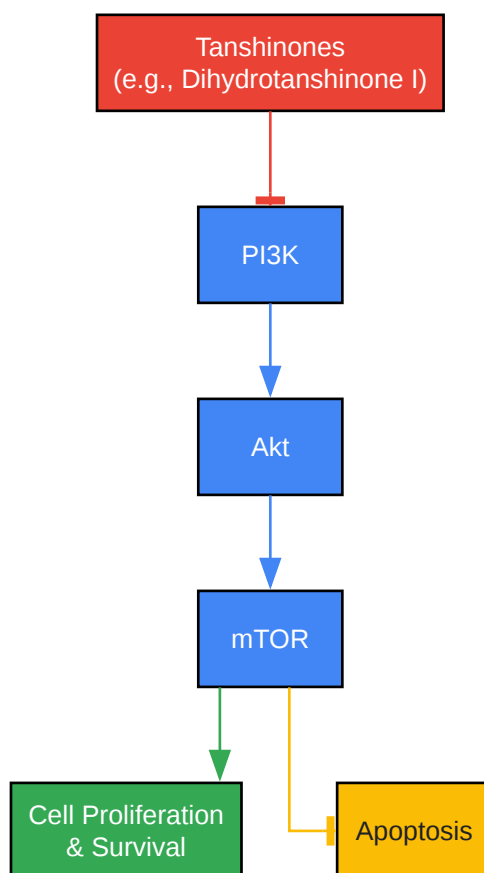 Tanshinones
(e.g., Dihydrotanshinone I)
PI3K
Akt
mTOR
Cell Proliferation
& Survival
Apoptosis